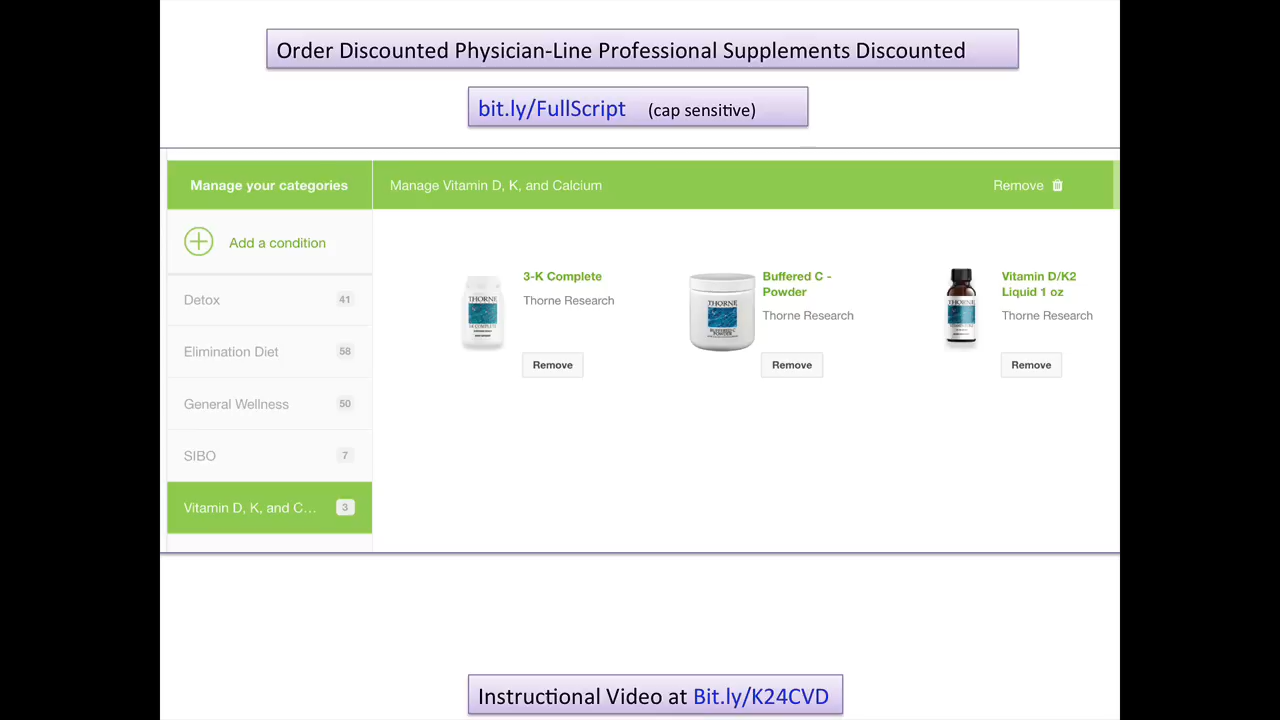 Order Discounted Physician-Line Professional Supplements Discounted
bit.ly/FullScript (cap sensitive)
Manage your categories
Manage Vitamin D, K, and Calcium
Remove
Add a condition
Detox 41
Elimination Diet 58
General Wellness 50
SIBO 7
Vitamin D, K, and C... 3
THORNE
3-K Complete
Thorne Research
Remove
THORNE
Buffered C -
Powder
Thorne Research
Remove
THORNE
Vitamin D/K2
Liquid 1 oz
Thorne Research
Remove
Instructional Video at Bit.ly/K24CVD